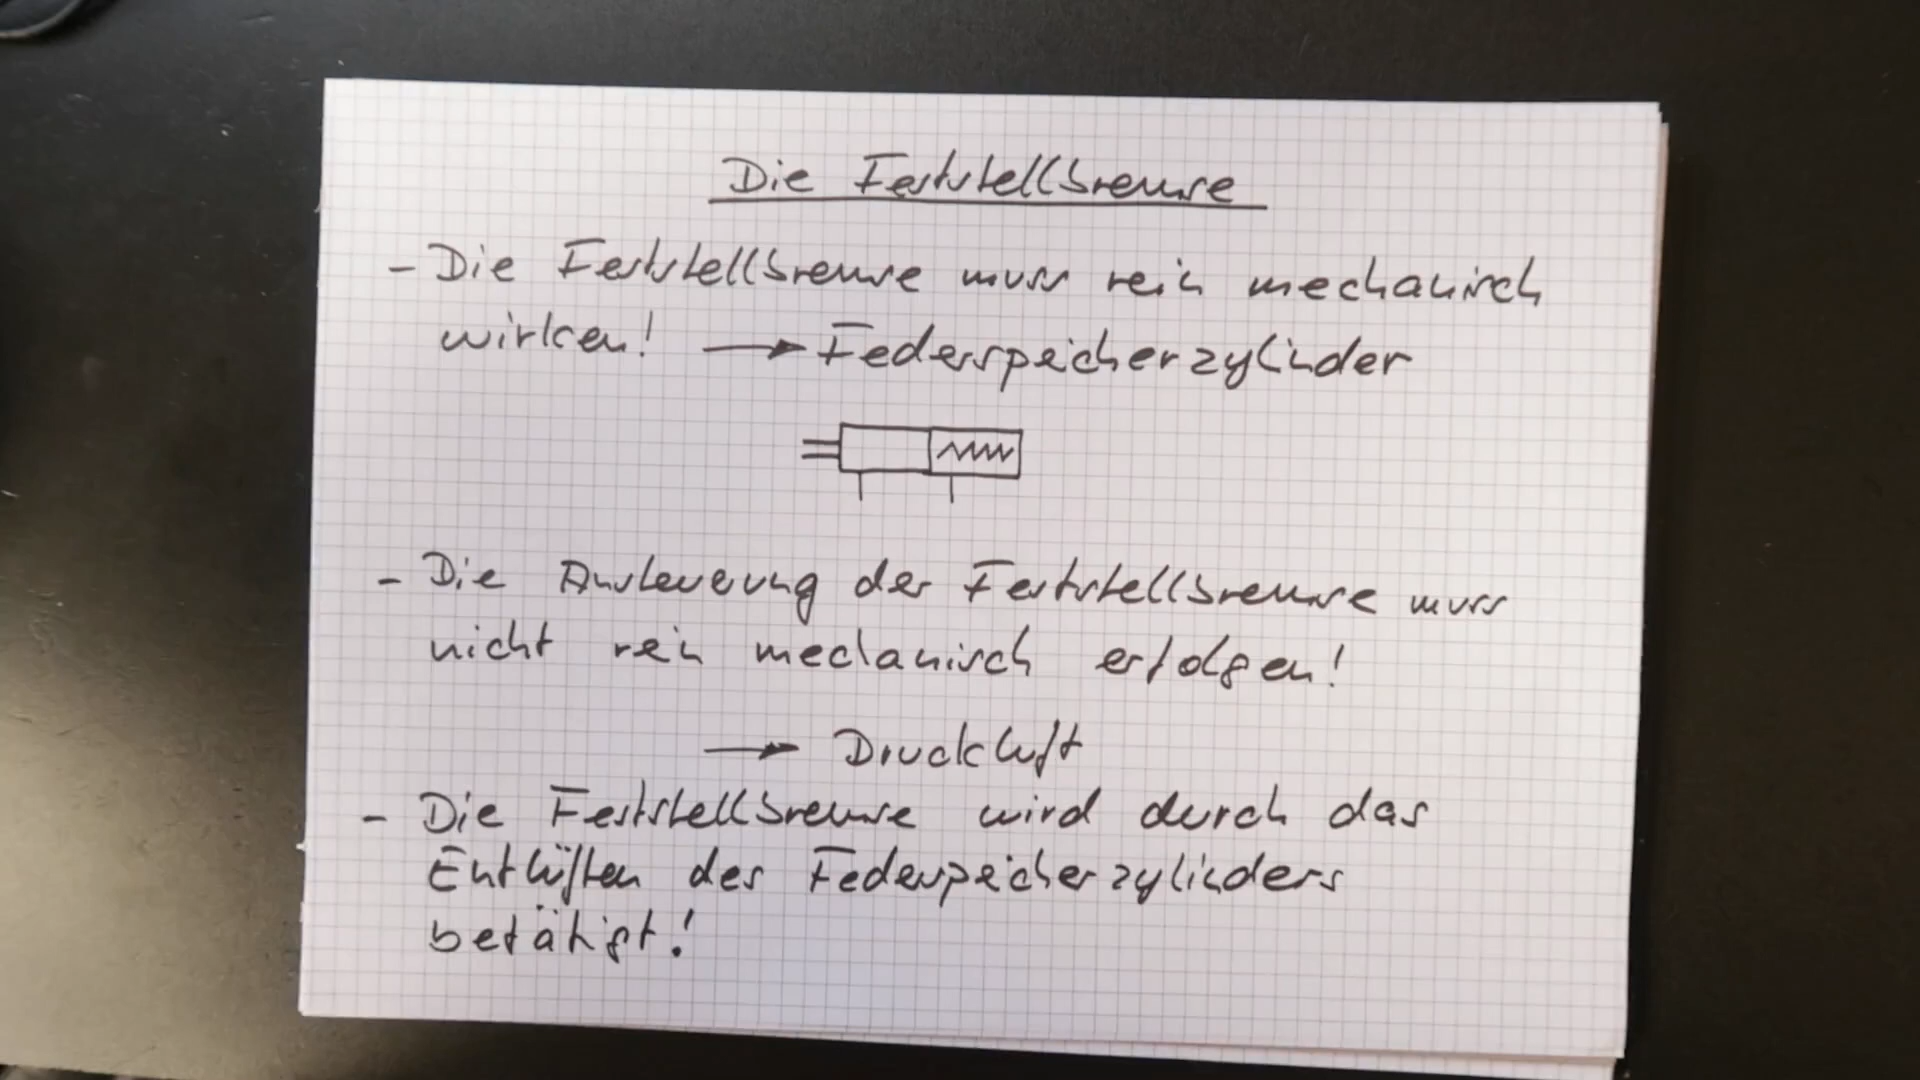 Die Feststellbremse
- Die Feststellbremse muss rein mechanisch
wirken! → Federspeicherzylinder
- Die Ansteuerung der Feststellbremse muss
nicht rein mechanisch erfolgen!
→ Druckluft
- Die Feststellbremse wird durch das
Entlüften des Federspeicherzylinders
betätigt!